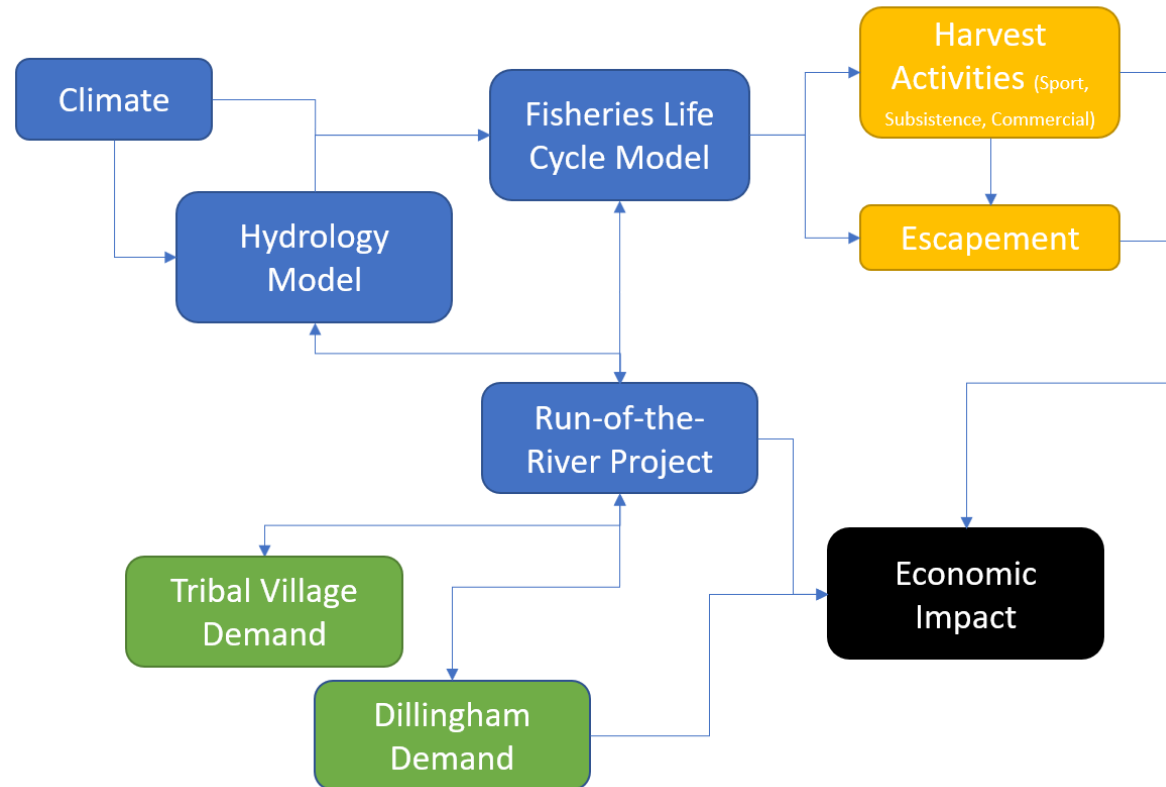 Climate
Hydrology
Model
Fisheries Life
Cycle Model
Harvest
Activities (Sport,
Subsistence, Commercial)
Escapement
Run-of-the-
River Project
Tribal Village
Demand
Dillingham
Demand
Economic
Impact